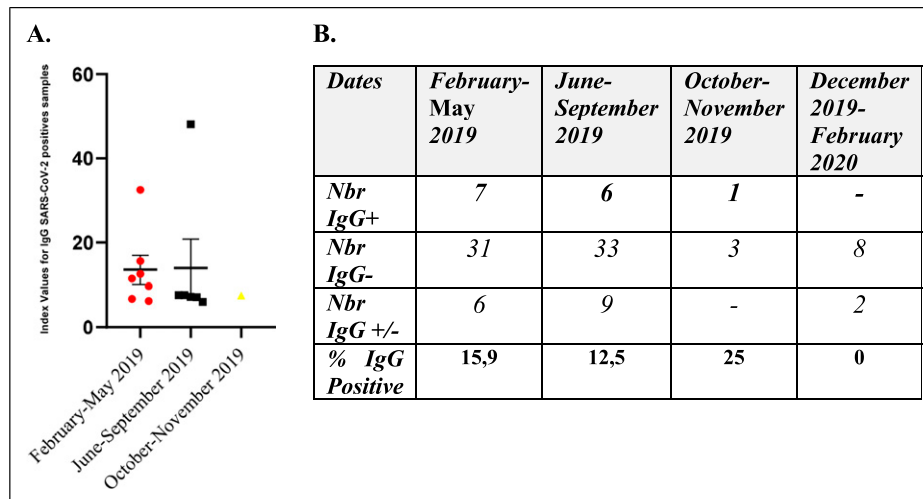 A.
Index Values for IgG SARS-CoV-2 positives samples
60
40
20
0
February-May 2019
June-September 2019
October-November 2019
B.
Dates
February-
May
2019
June-
September
2019
October-
November
2019
December
2019-
February
2020
Nbr
IgG+
7
6
1
-
Nbr
IgG-
31
33
3
8
Nbr
IgG +/-
6
9
-
2
% IgG
Positive
15,9
12,5
25
0